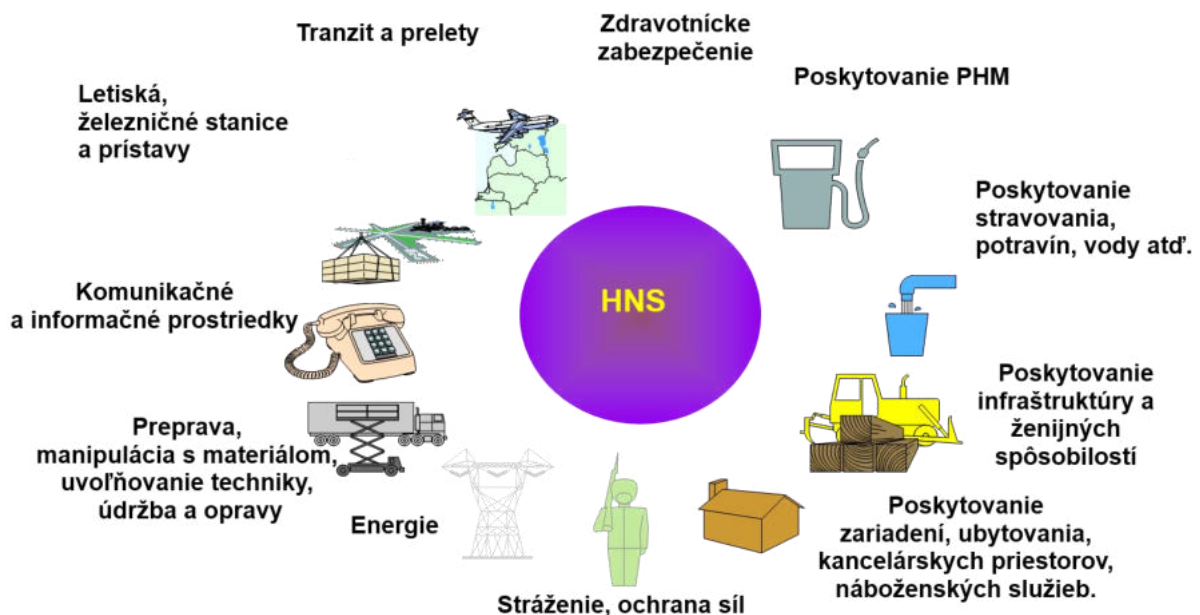 Tranzit a prelety
Zdravotnícke
zabezpečenie
Poskytovanie PHM
Letiská,
železničné stanice
a prístavy
Poskytovanie
stravovania,
potravín, vody atď.
HNS
Komunikačné
a informačné prostriedky
Poskytovanie
infraštruktúry a
ženijných
spôsobilostí
Preprava,
manipulácia s materiálom,
uvoľňovanie techniky,
údržba a opravy
Energie
Poskytovanie
zariadení, ubytovania,
kancelárskych priestorov,
náboženských služieb.
Stráženie, ochrana síl